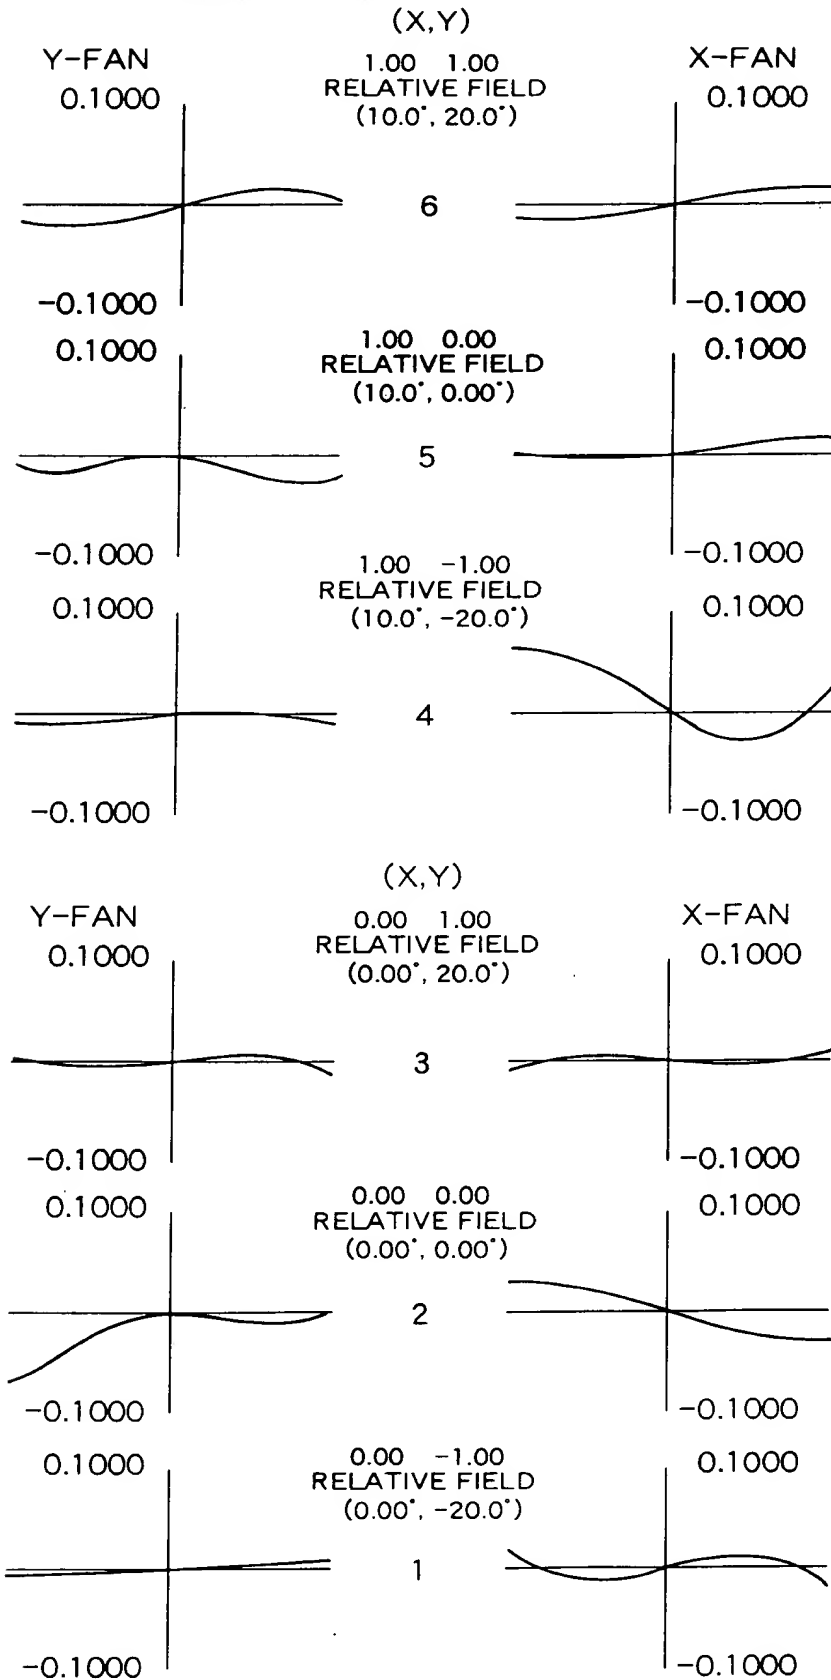 (X,Y)
Y-FAN 1.00 1.00 X-FAN
0.1000 RELATIVE FIELD 0.1000
(10.0°, 20.0°)
6
-0.1000 -0.1000
1.00 0.00
0.1000 RELATIVE FIELD 0.1000
(10.0°, 0.00°)
5
-0.1000 -0.1000
1.00 -1.00
0.1000 RELATIVE FIELD 0.1000
(10.0°, -20.0°)
4
-0.1000 -0.1000
(X,Y)
Y-FAN 0.00 1.00 X-FAN
0.1000 RELATIVE FIELD 0.1000
(0.00°, 20.0°)
3
-0.1000 -0.1000
0.00 0.00
0.1000 RELATIVE FIELD 0.1000
(0.00°, 0.00°)
2
-0.1000 -0.1000
0.00 -1.00
0.1000 RELATIVE FIELD 0.1000
(0.00°, -20.0°)
1
-0.1000 -0.1000